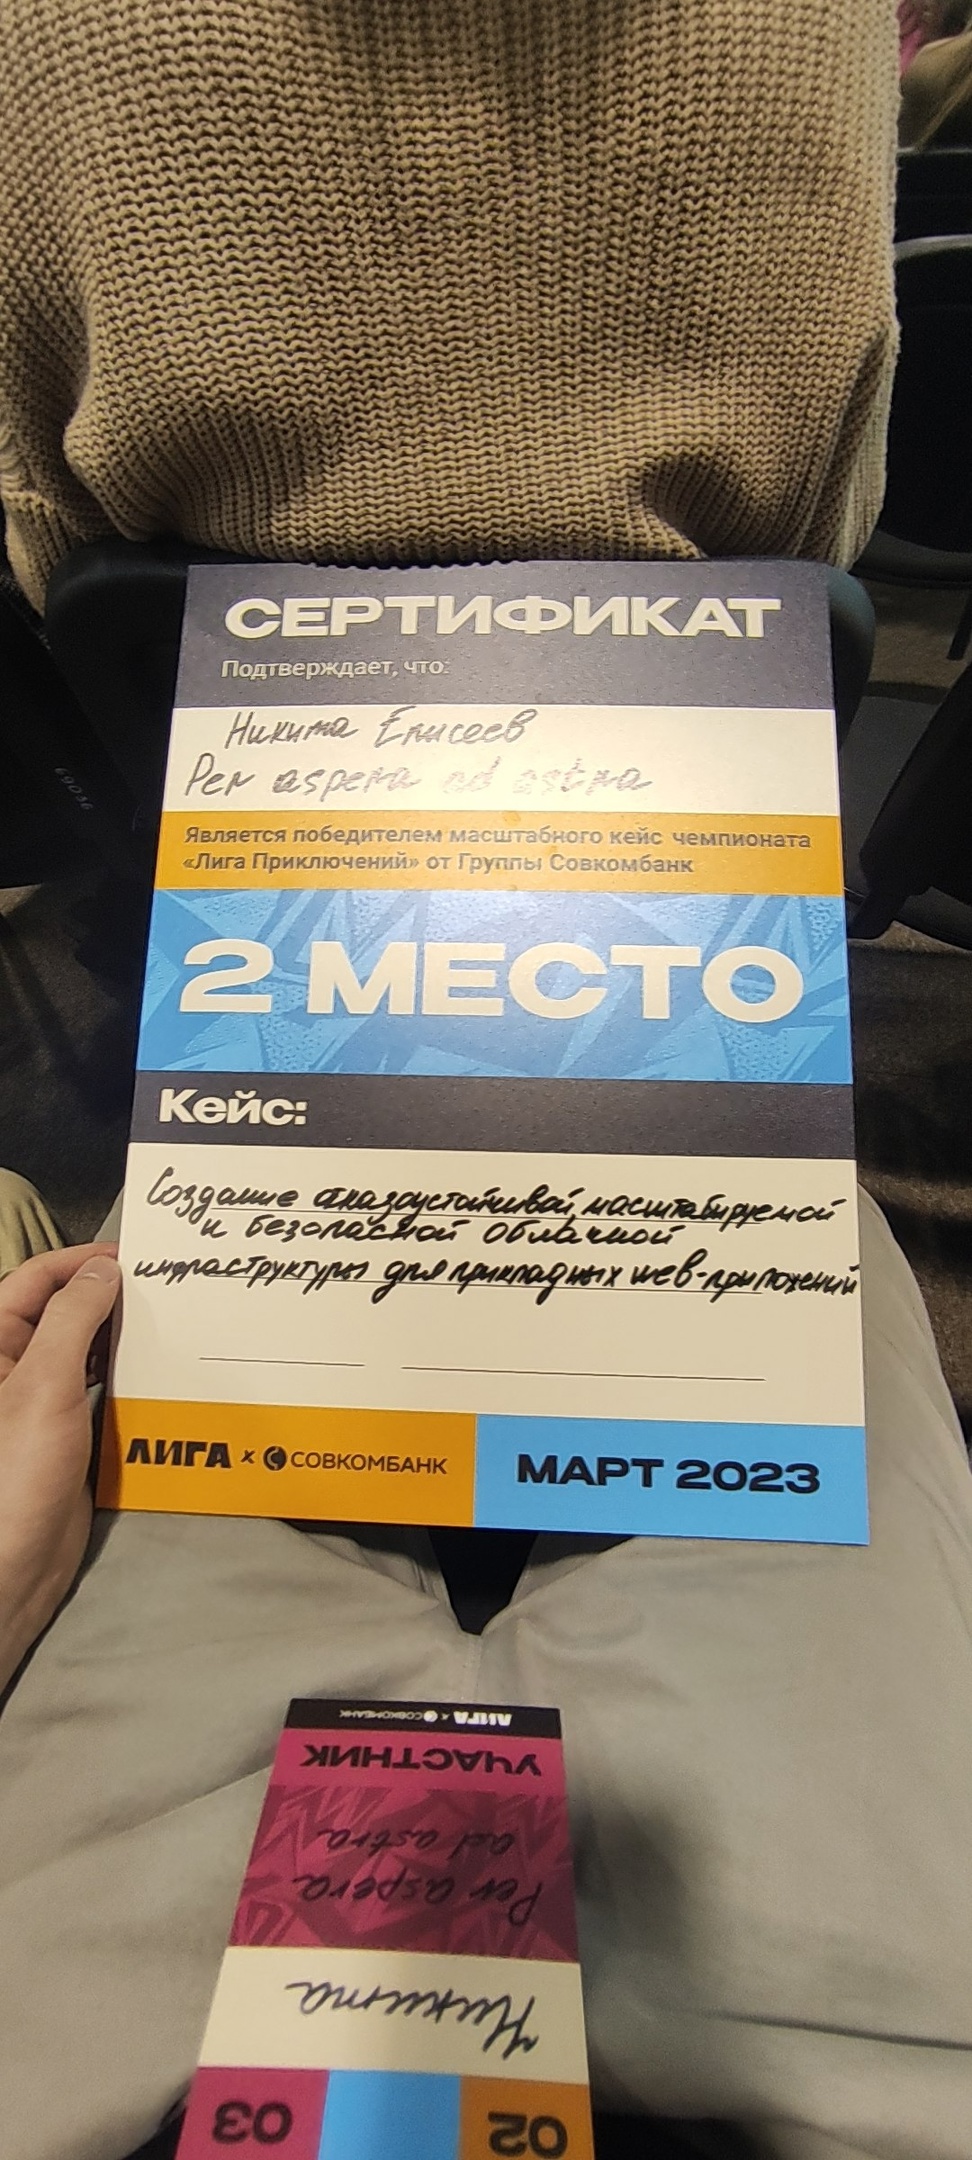 СЕРТИФИКАТ
Подтверждает, что:
Никита Елисеев
Per aspera ad astra
Является победителем масштабного кейс чемпионата
«Лига Приключений» от Группы Совкомбанк
2 МЕСТО
Кейс:
Создание отказоустойчивой, масштабируемой
и безопасной облачной
инфраструктуры для прикладных web-приложений
ЛИГА x СОВКОМБАНК
МАРТ 2023
ЛИГА x СОВКОМБАНК
УЧАСТНИК
Per aspera
ad astra
Никита
02
03
69036